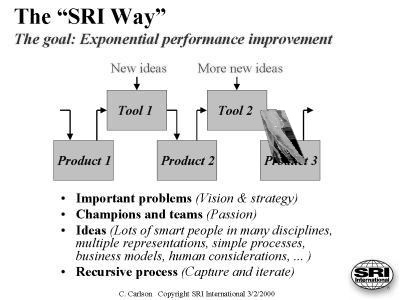 The “SRI Way”
The goal: Exponential performance improvement
New ideas
More new ideas
Tool 1
Tool 2
Product 1
Product 2
Product 3
• Important problems (Vision & strategy)
• Champions and teams (Passion)
• Ideas (Lots of smart people in many disciplines,
multiple representations, simple processes,
business models, human considerations, ... )
• Recursive process (Capture and iterate)
C. Carlson Copyright SRI International 3/2/2000
SRI
International